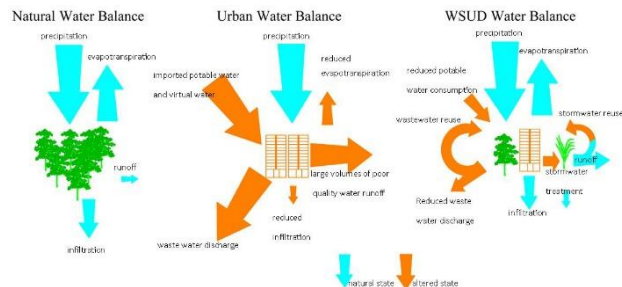 Natural Water Balance
precipitation
evapotranspiration
runoff
infiltration
Urban Water Balance
precipitation
imported potable water
and virtual water
reduced
evapotranspiration
large volumes of poor
quality water runoff
reduced
infiltration
waste water discharge
WSUD Water Balance
precipitation
evapotranspiration
reduced potable
water consumption
wastewater reuse
stormwater reuse
runoff
stormwater
treatment
infiltration
Reduced waste
water discharge
natural state
altered state